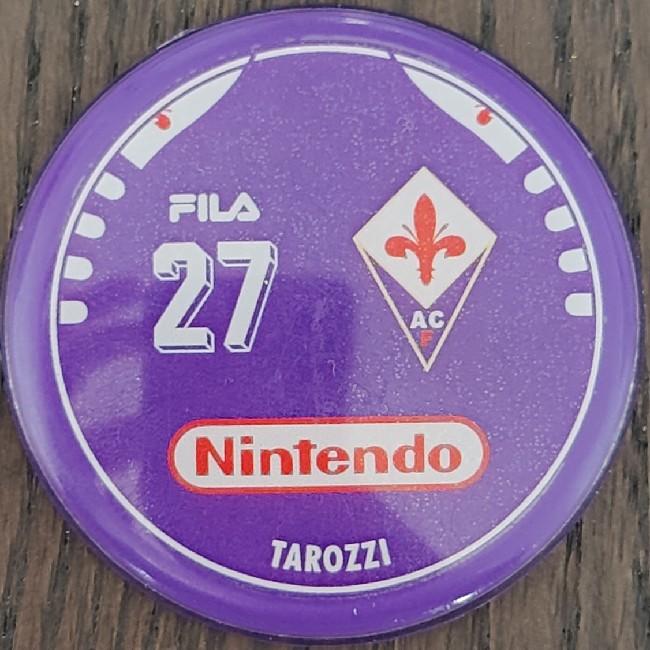 FILA
27
AC
F
Nintendo
TAROZZI